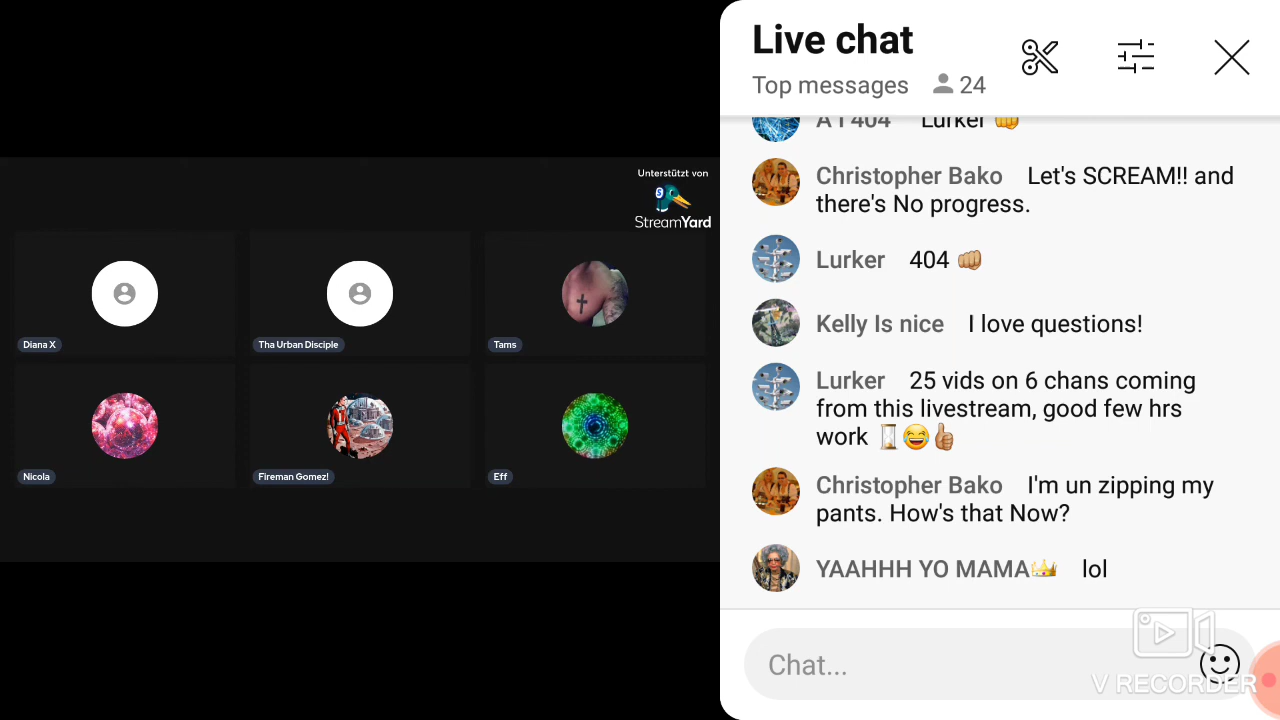 Unterstützt von
StreamYard
Diana X
Tha Urban Disciple
Tams
Nicola
Fireman Gomez!
Eff
Live chat
Top messages 24
A I 404 Lurker 👊
Christopher Bako Let's SCREAM!! and
there's No progress.
Lurker 404 👊
Kelly Is nice I love questions!
Lurker 25 vids on 6 chans coming
from this livestream, good few hrs
work ⏳😂👍
Christopher Bako I'm un zipping my
pants. How's that Now?
YAAHHH YO MAMA👑 lol
Chat...
V RECORDER